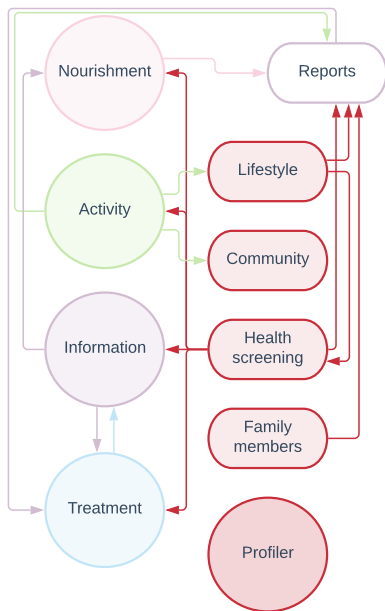 Nourishment
Reports
Activity
Lifestyle
Community
Information
Health
screening
Family
members
Treatment
Profiler